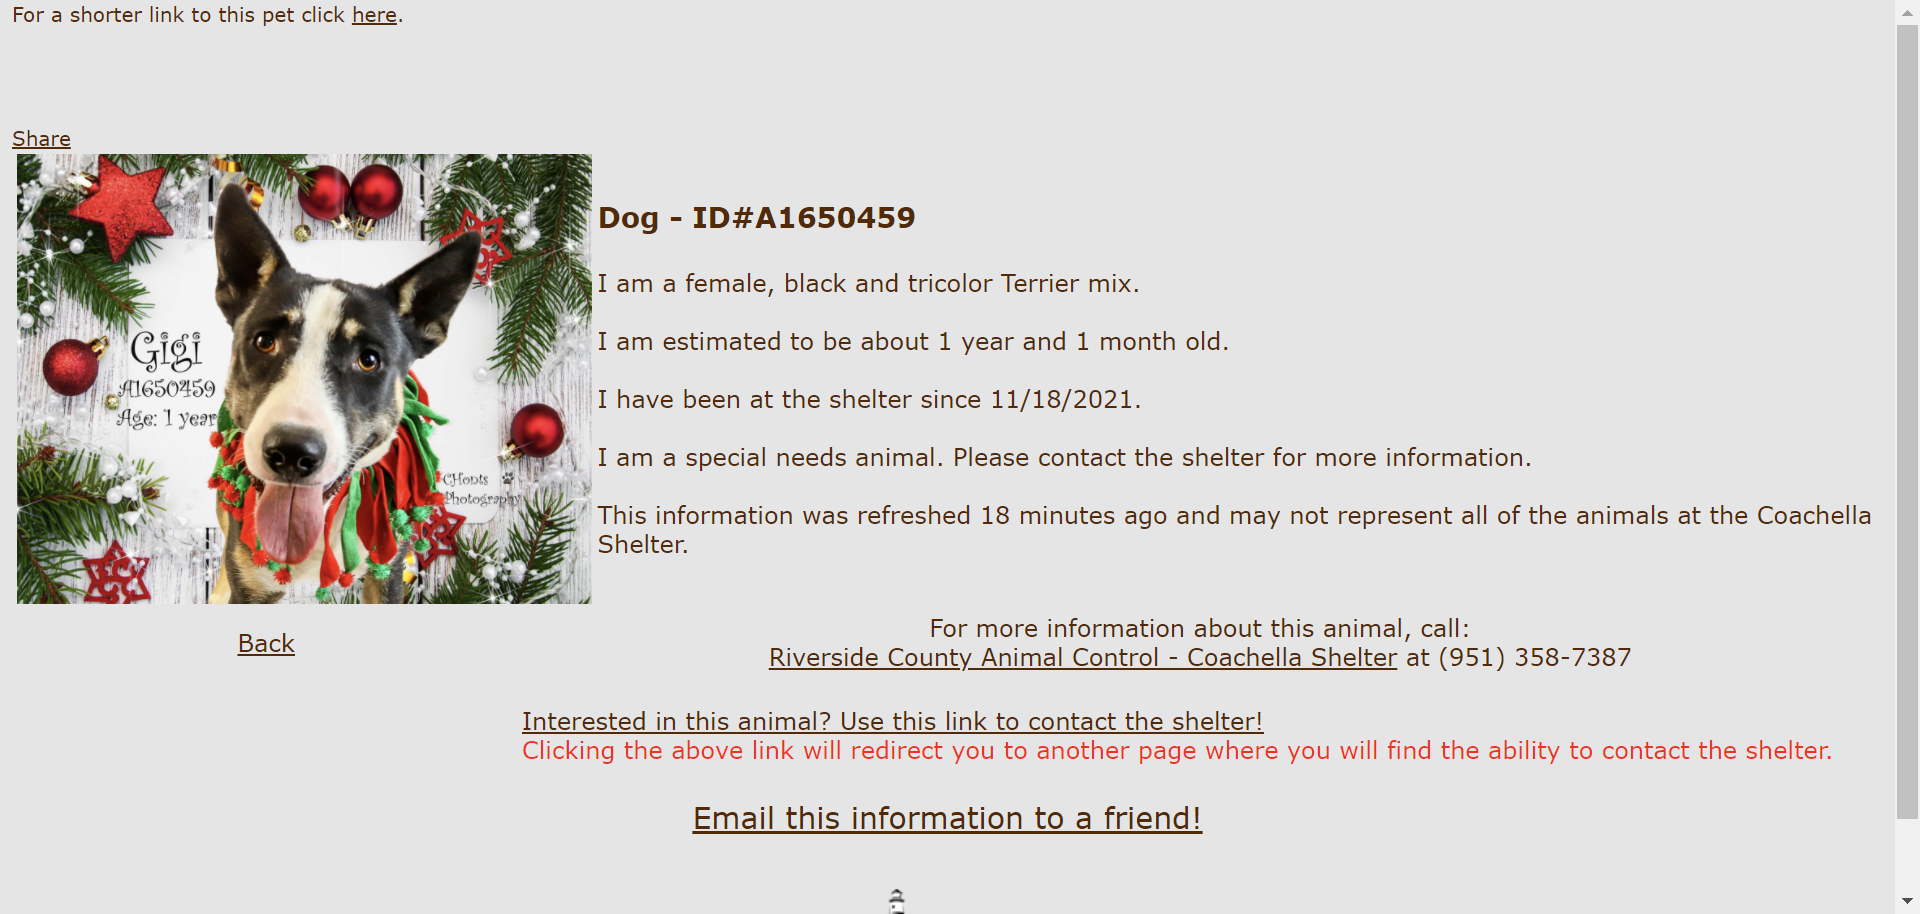 For a shorter link to this pet click here.
Share
Gigi
A1650459
Age: 1 year
CHonts
Photography
Dog - ID#A1650459
I am a female, black and tricolor Terrier mix.
I am estimated to be about 1 year and 1 month old.
I have been at the shelter since 11/18/2021.
I am a special needs animal. Please contact the shelter for more information.
This information was refreshed 18 minutes ago and may not represent all of the animals at the Coachella
Shelter.
Back
For more information about this animal, call:
Riverside County Animal Control - Coachella Shelter at (951) 358-7387
Interested in this animal? Use this link to contact the shelter!
Clicking the above link will redirect you to another page where you will find the ability to contact the shelter.
Email this information to a friend!